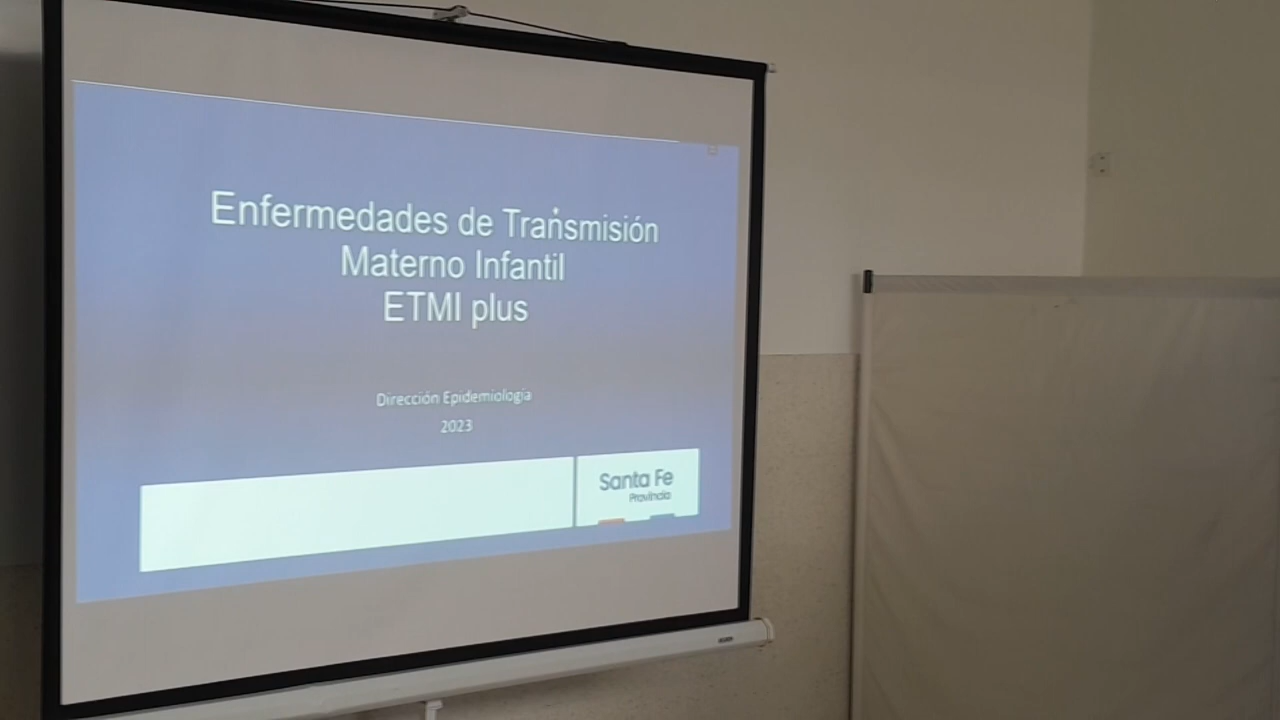 Enfermedades de Transmisión
Materno Infantil
ETMI plus
Dirección Epidemiología
2023
Santa Fe
Provincia